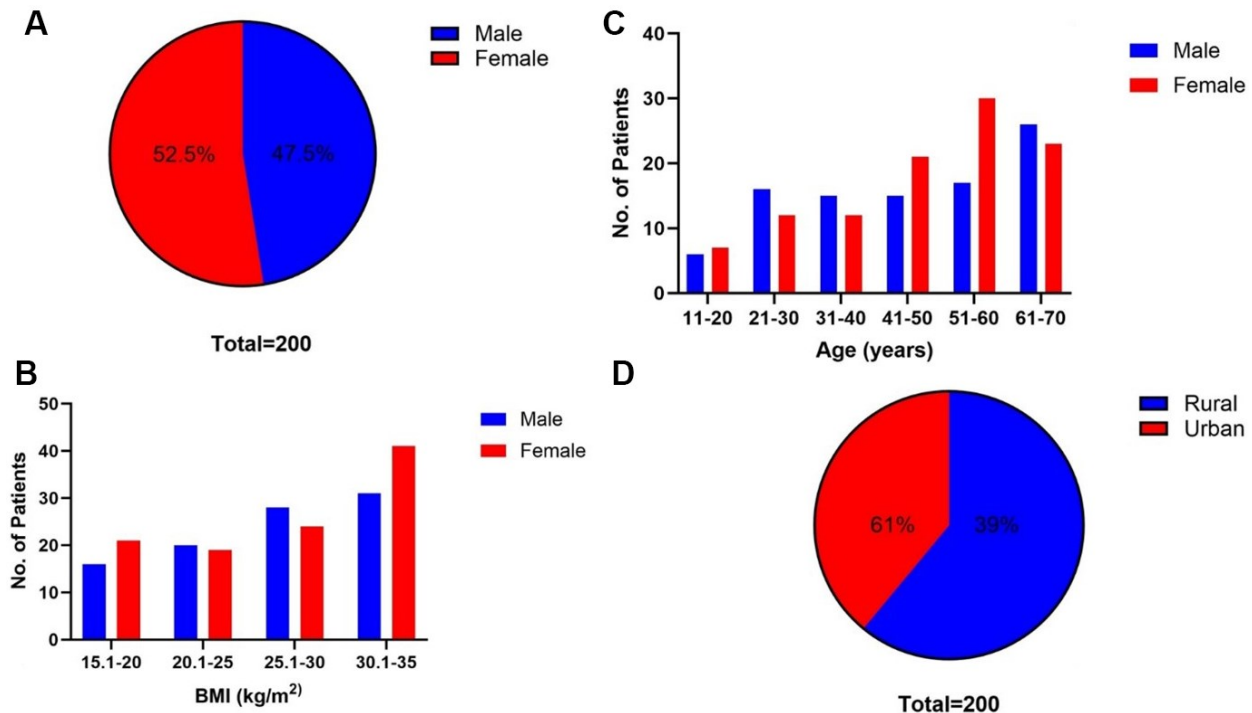 A
Male
Female
52.5%
47.5%
Total=200
B
50
40
30
20
10
0
No. of Patients
Male
Female
15.1-20 20.1-25 25.1-30 30.1-35
BMI (kg/m²)
C
40
30
20
10
0
No. of Patients
Male
Female
11-20 21-30 31-40 41-50 51-60 61-70
Age (years)
D
Rural
Urban
61%
39%
Total=200